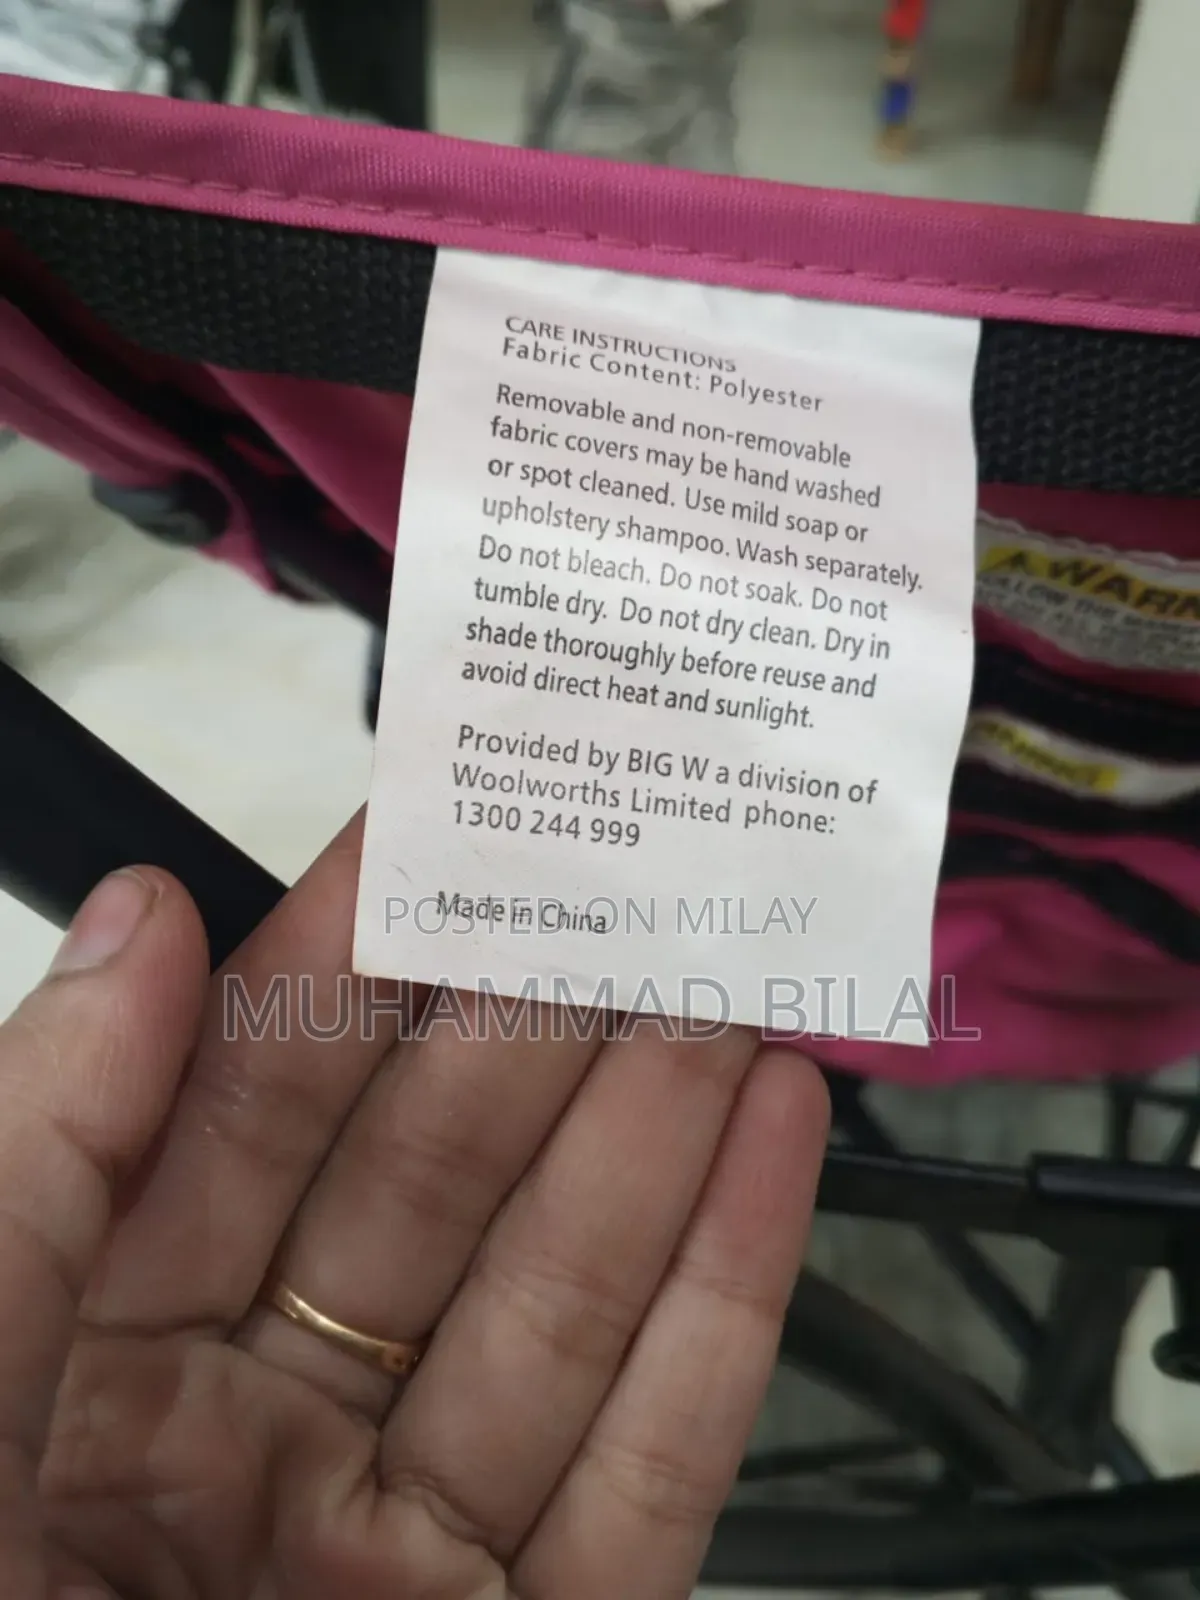 CARE INSTRUCTIONS
Fabric Content: Polyester
Removable and non-removable
fabric covers may be hand washed
or spot cleaned. Use mild soap or
upholstery shampoo. Wash separately.
Do not bleach. Do not soak. Do not
tumble dry. Do not dry clean. Dry in
shade thoroughly before reuse and
avoid direct heat and sunlight.
Provided by BIG W a division of
Woolworths Limited phone:
1300 244 999
Made in China
POSTED ON MILAY
MUHAMMAD BILAL